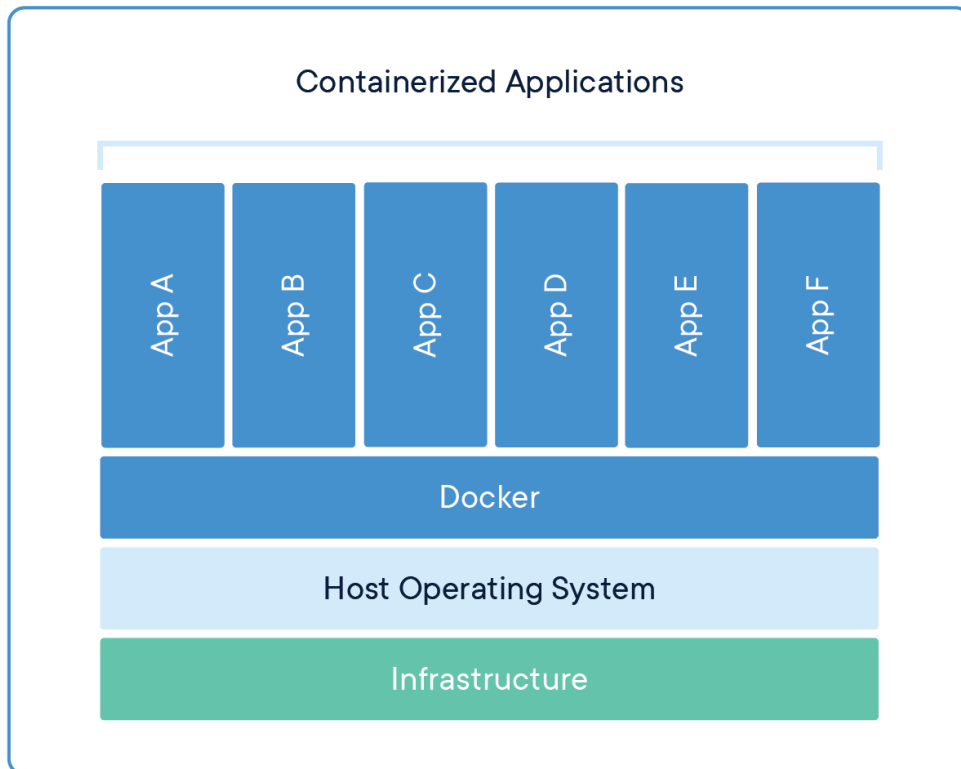 Containerized Applications
App A
App B
App C
App D
App E
App F
Docker
Host Operating System
Infrastructure